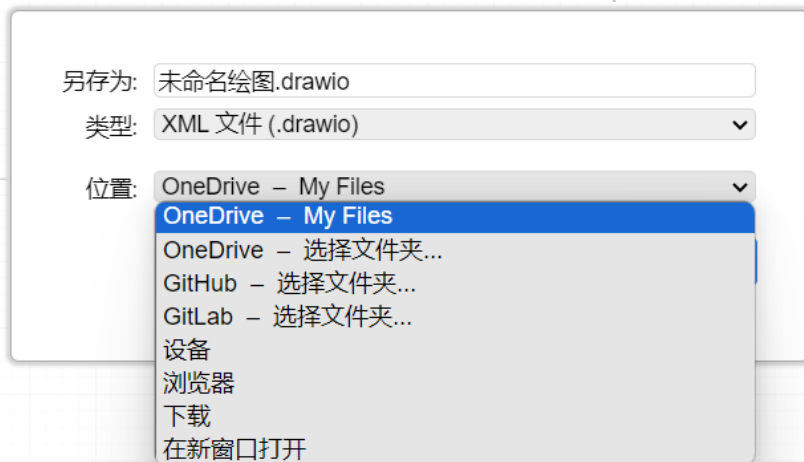 另存为: 未命名绘图.drawio
类型: XML 文件 (.drawio)
位置: OneDrive – My Files
OneDrive – My Files
OneDrive – 选择文件夹...
GitHub – 选择文件夹...
GitLab – 选择文件夹...
设备
浏览器
下载
在新窗口打开